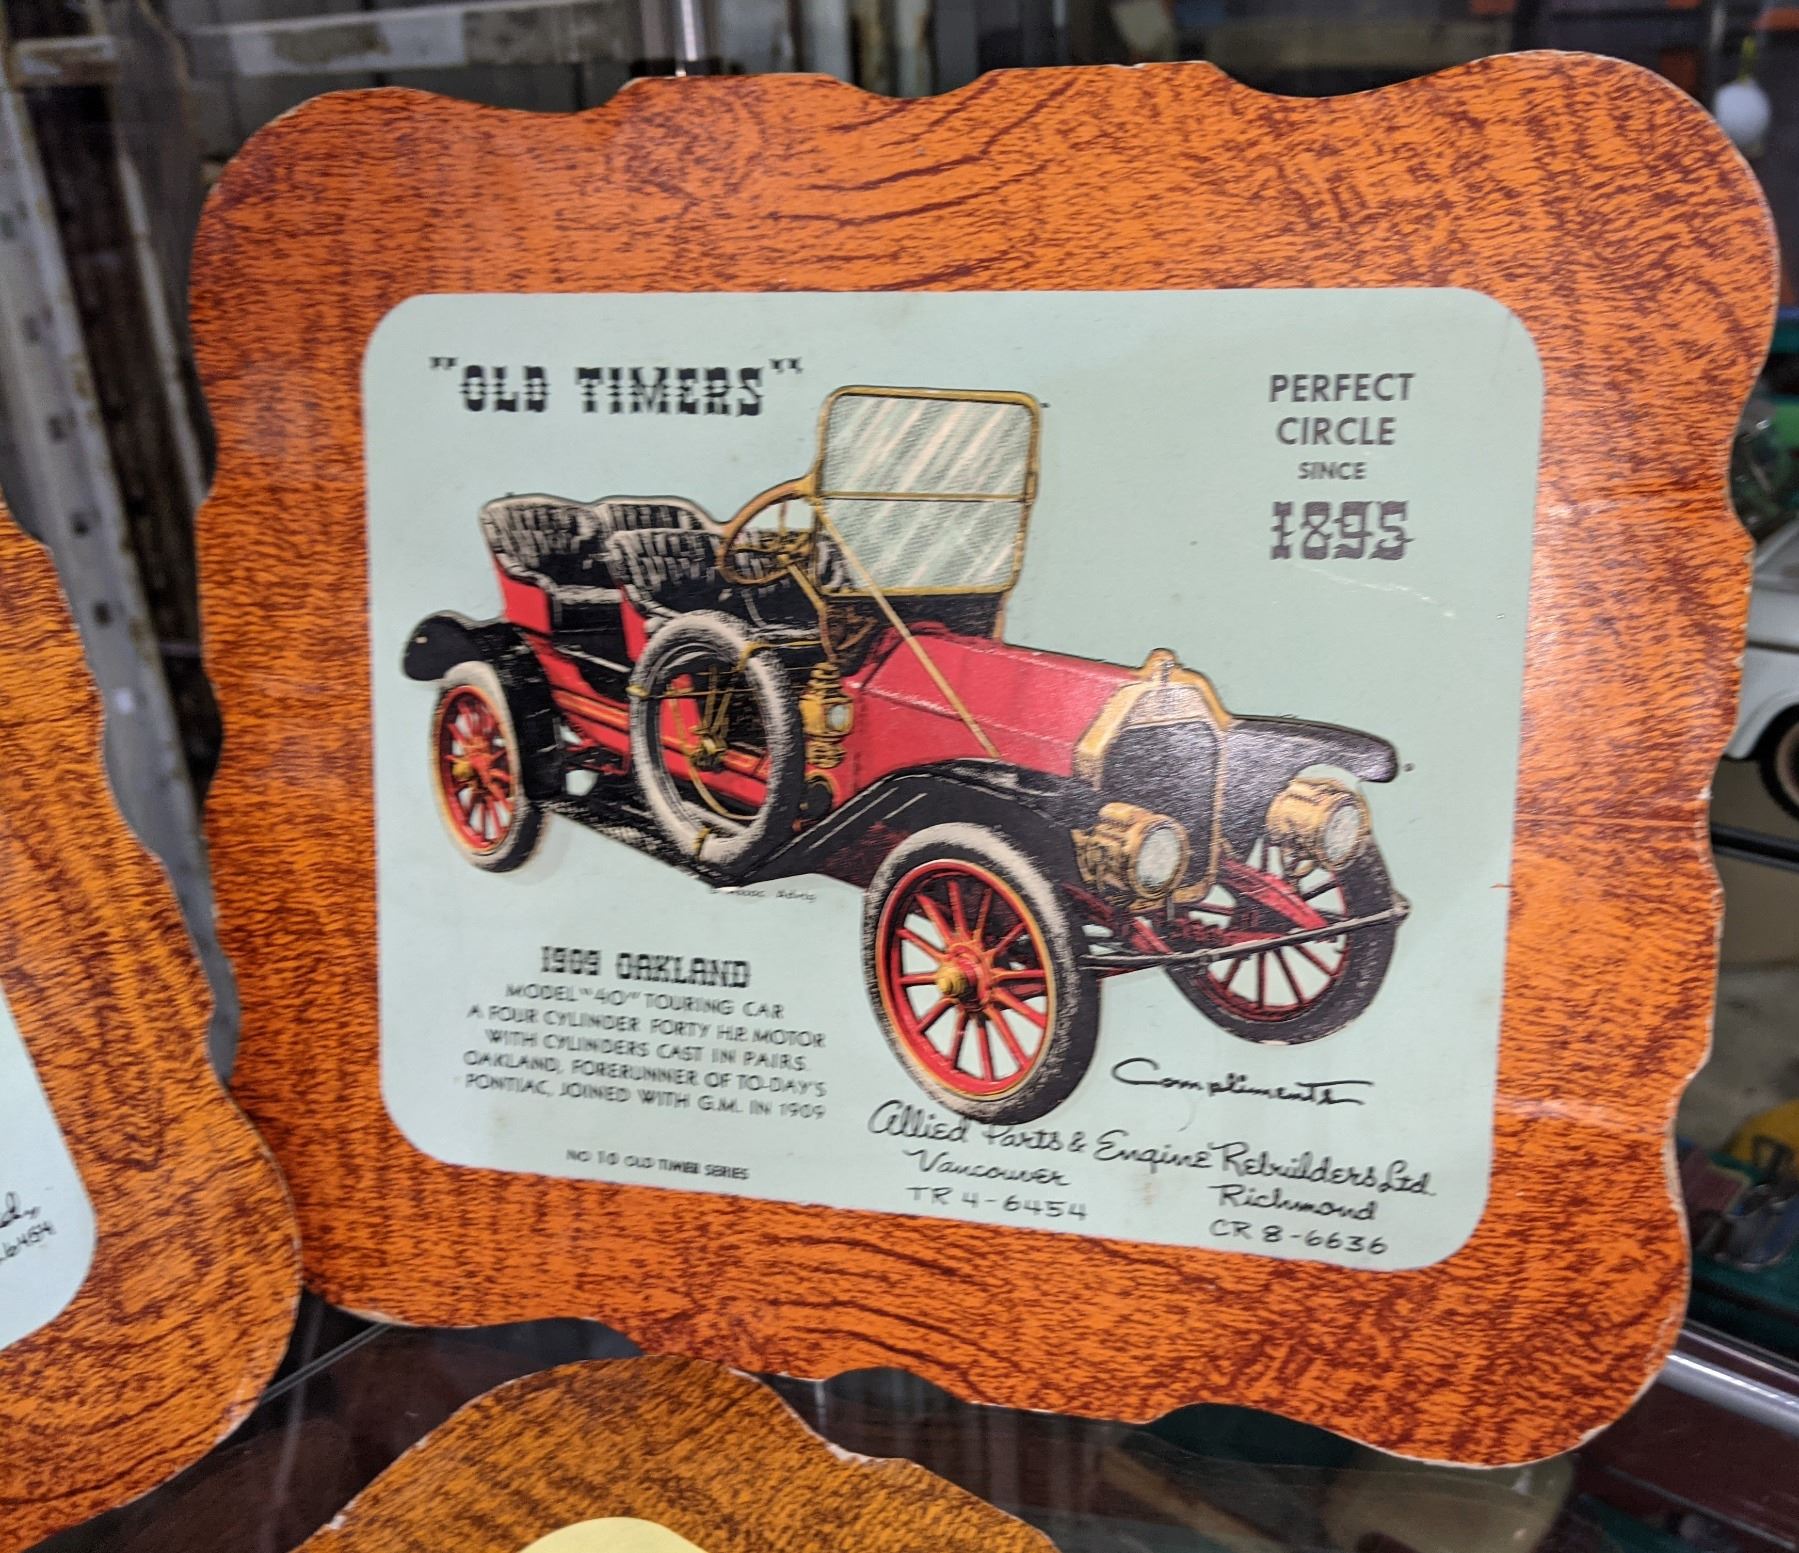 "OLD TIMERS"
PERFECT
CIRCLE
SINCE
1895
1909 OAKLAND
MODEL "40" TOURING CAR
A FOUR CYLINDER FORTY H.P. MOTOR
WITH CYLINDERS CAST IN PAIRS.
OAKLAND, FORERUNNER OF TO-DAY'S
PONTIAC, JOINED WITH G.M. IN 1909
NO 10 OLD TIMER SERIES
Compliments
Allied Parts & Engine Rebuilders Ltd.
Vancouver
TR 4-6454
Richmond
CR 8-6636